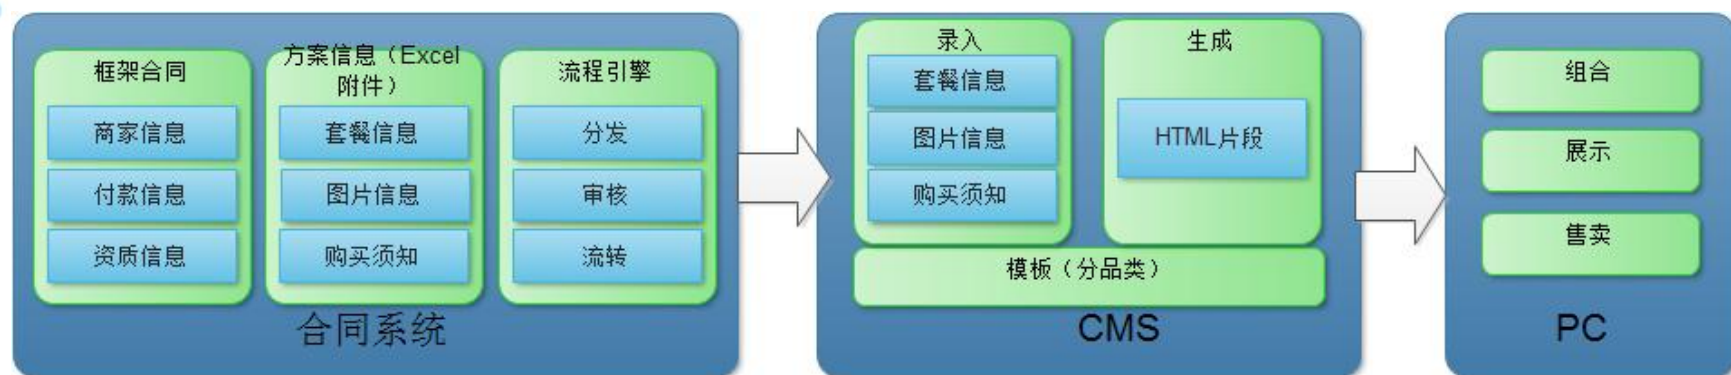 框架合同
商家信息
付款信息
资质信息
方案信息（Excel
附件）
套餐信息
图片信息
购买须知
流程引擎
分发
审核
流转
合同系统
录入
套餐信息
图片信息
购买须知
生成
HTML片段
模板（分品类）
CMS
组合
展示
售卖
PC